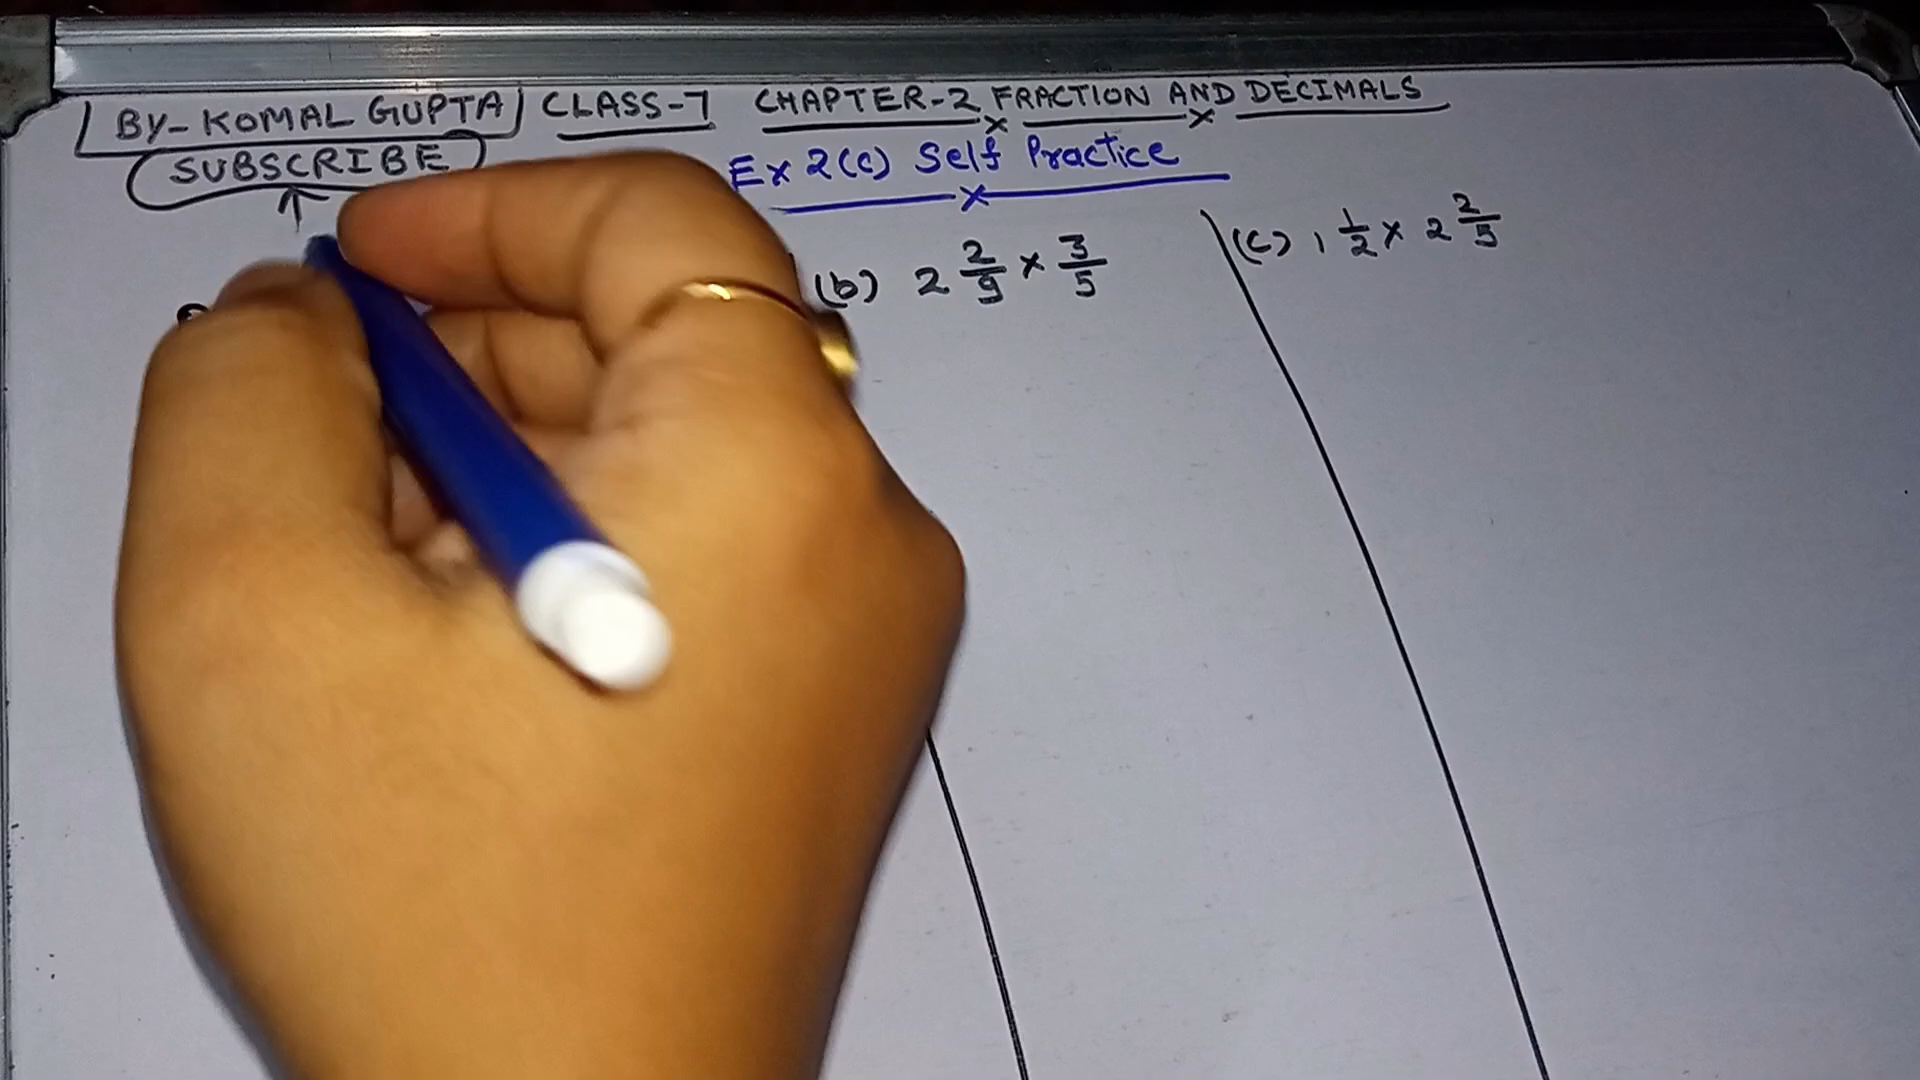 BY-KOMAL GUPTA CLASS-7 CHAPTER-2 FRACTION AND DECIMALS
SUBSCRIBE
Ex 2(c) Self Practice
(b) 2 2/9 × 3/5
(c) 1 1/2 × 2 2/5